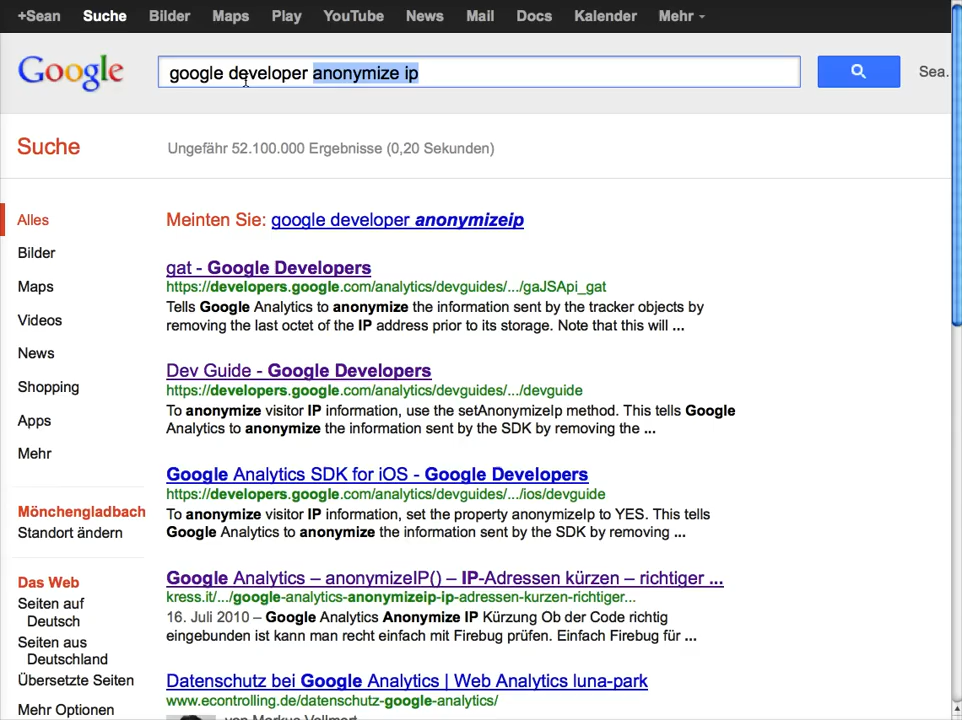 +Sean Suche Bilder Maps Play YouTube News Mail Docs Kalender Mehr
Google google developer anonymize ip Sea.
Suche Ungefähr 52.100.000 Ergebnisse (0,20 Sekunden)
Alles
Bilder
Maps
Videos
News
Shopping
Apps
Mehr
Mönchengladbach
Standort ändern
Das Web
Seiten auf
Deutsch
Seiten aus
Deutschland
Übersetzte Seiten
Mehr Optionen
Meinten Sie: google developer anonymizeip
gat - Google Developers
https://developers.google.com/analytics/devguides/.../gaJSApi_gat
Tells Google Analytics to anonymize the information sent by the tracker objects by
removing the last octet of the IP address prior to its storage. Note that this will ...
Dev Guide - Google Developers
https://developers.google.com/analytics/devguides/.../devguide
To anonymize visitor IP information, use the setAnonymizeIp method. This tells Google
Analytics to anonymize the information sent by the SDK by removing the ...
Google Analytics SDK for iOS - Google Developers
https://developers.google.com/analytics/devguides/.../ios/devguide
To anonymize visitor IP information, set the property anonymizeIp to YES. This tells
Google Analytics to anonymize the information sent by the SDK by removing ...
Google Analytics – anonymizeIP() – IP-Adressen kürzen – richtiger ...
kress.it/.../google-analytics-anonymizeip-ip-adressen-kurzen-richtiger...
16. Juli 2010 – Google Analytics Anonymize IP Kürzung Ob der Code richtig
eingebunden ist kann man recht einfach mit Firebug prüfen. Einfach Firebug für ...
Datenschutz bei Google Analytics | Web Analytics luna-park
www.econtrolling.de/datenschutz-google-analytics/
von Markus Vollmert